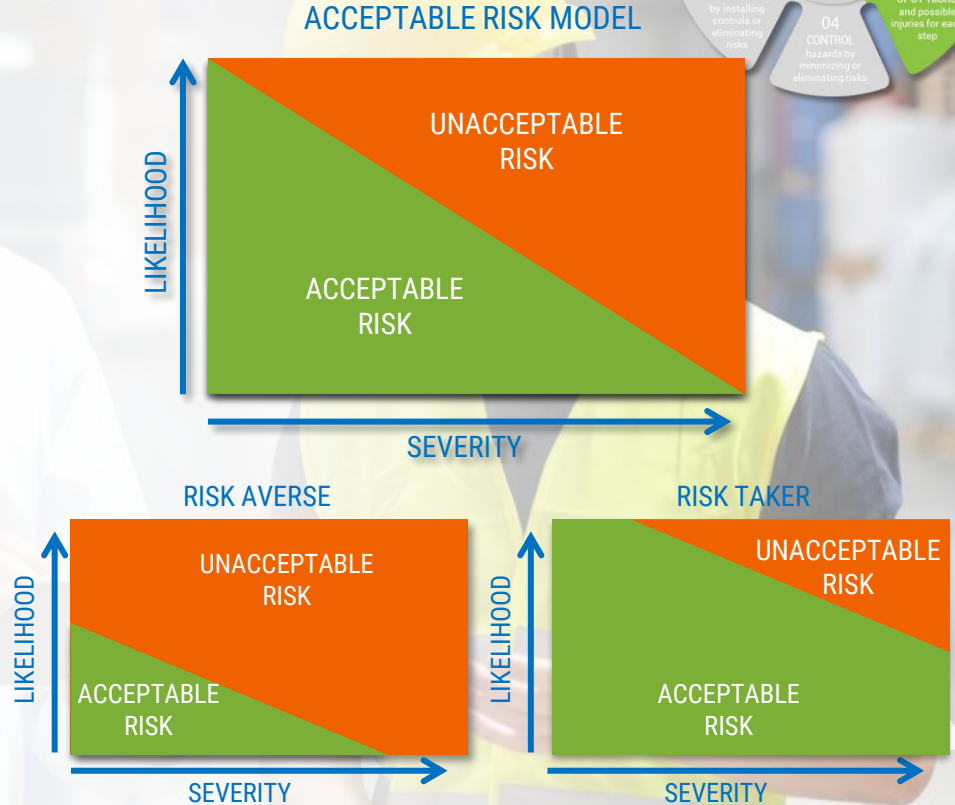 ACCEPTABLE RISK MODEL
by installing
controls or
eliminating
risks
04
CONTROL
hazards by
minimizing or
eliminating risks
and possible
injuries for each
step
LIKELIHOOD
UNACCEPTABLE
RISK
ACCEPTABLE
RISK
SEVERITY
RISK AVERSE
LIKELIHOOD
UNACCEPTABLE
RISK
ACCEPTABLE
RISK
SEVERITY
RISK TAKER
LIKELIHOOD
UNACCEPTABLE
RISK
ACCEPTABLE
RISK
SEVERITY